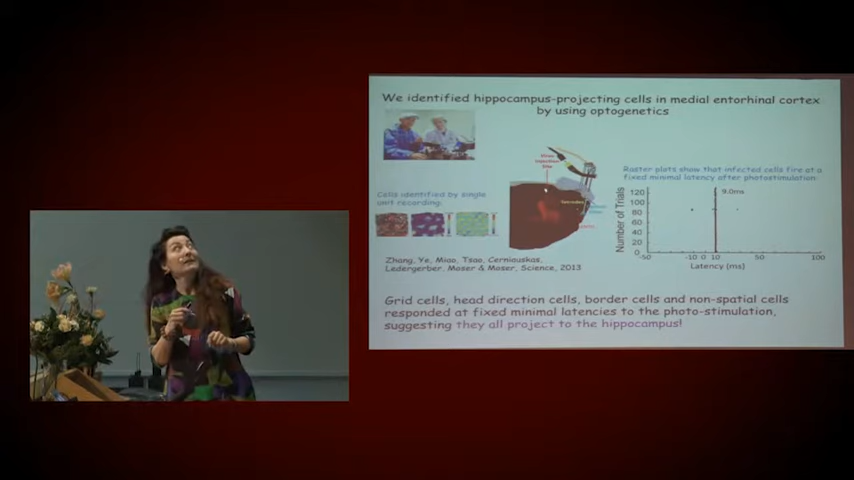 We identified hippocampus-projecting cells in medial entorhinal cortex
by using optogenetics
Cells identified by single
unit recording:
Raster plots show that infected cells fire at a
fixed minimal latency after photostimulation:
9.0ms
Number of Trials
120
100
80
60
40
20
0
-50
-10 0 10
50
100
Latency (ms)
Zhang, Ye, Miao, Tsao, Cerniauskas,
Ledergerber, Moser & Moser, Science, 2013
Grid cells, head direction cells, border cells and non-spatial cells
responded at fixed minimal latencies to the photo-stimulation,
suggesting they all project to the hippocampus!